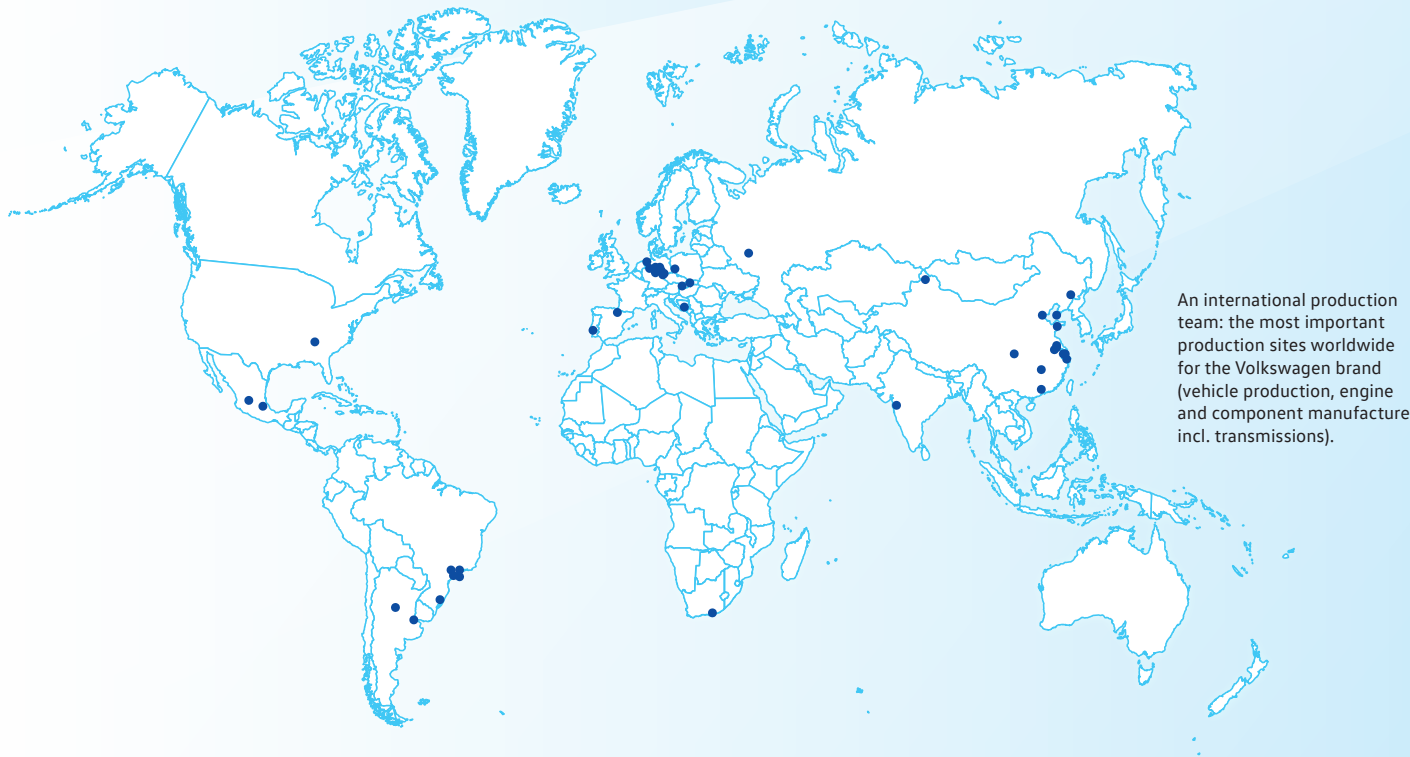 An international production
team: the most important
production sites worldwide
for the Volkswagen brand
(vehicle production, engine
and component manufacture
incl. transmissions).